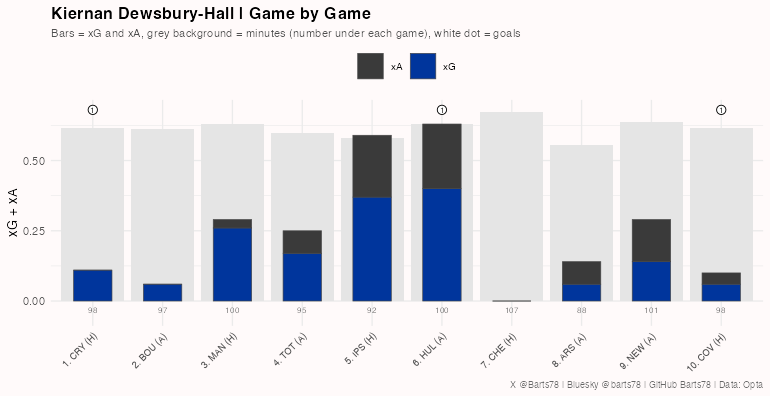 Kiernan Dewsbury-Hall | Game by Game
Bars = xG and xA, grey background = minutes (number under each game), white dot = goals
xA xG
1 1 1
xG + xA
0.50
0.25
0.00
98 97 100 95 92 100 107 88 101 98
1. CRY (H) 2. BOU (A) 3. MAN (H) 4. TOT (A) 5. IPS (H) 6. HUL (A) 7. CHE (H) 8. ARS (A) 9. NEW (A) 10. COV (H)
X @Barts78 | Bluesky @barts78 | GitHub Barts78 | Data: Opta